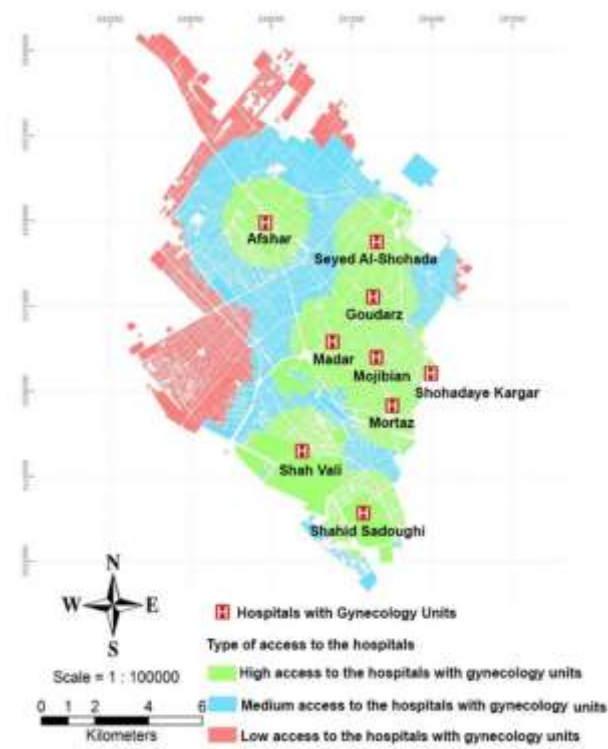 Afshar
Seyed Al-Shohada
Goudarz
Madar
Mojibian
Shohadaye Kargar
Mortaz
Shah Vali
Shahid Sadoughi
N
W E
S
Scale = 1 : 100000
0 1 2 4 6
Kilometers
H Hospitals with Gynecology Units
Type of access to the hospitals
High access to the hospitals with gynecology units
Medium access to the hospitals with gynecology units
Low access to the hospitals with gynecology units